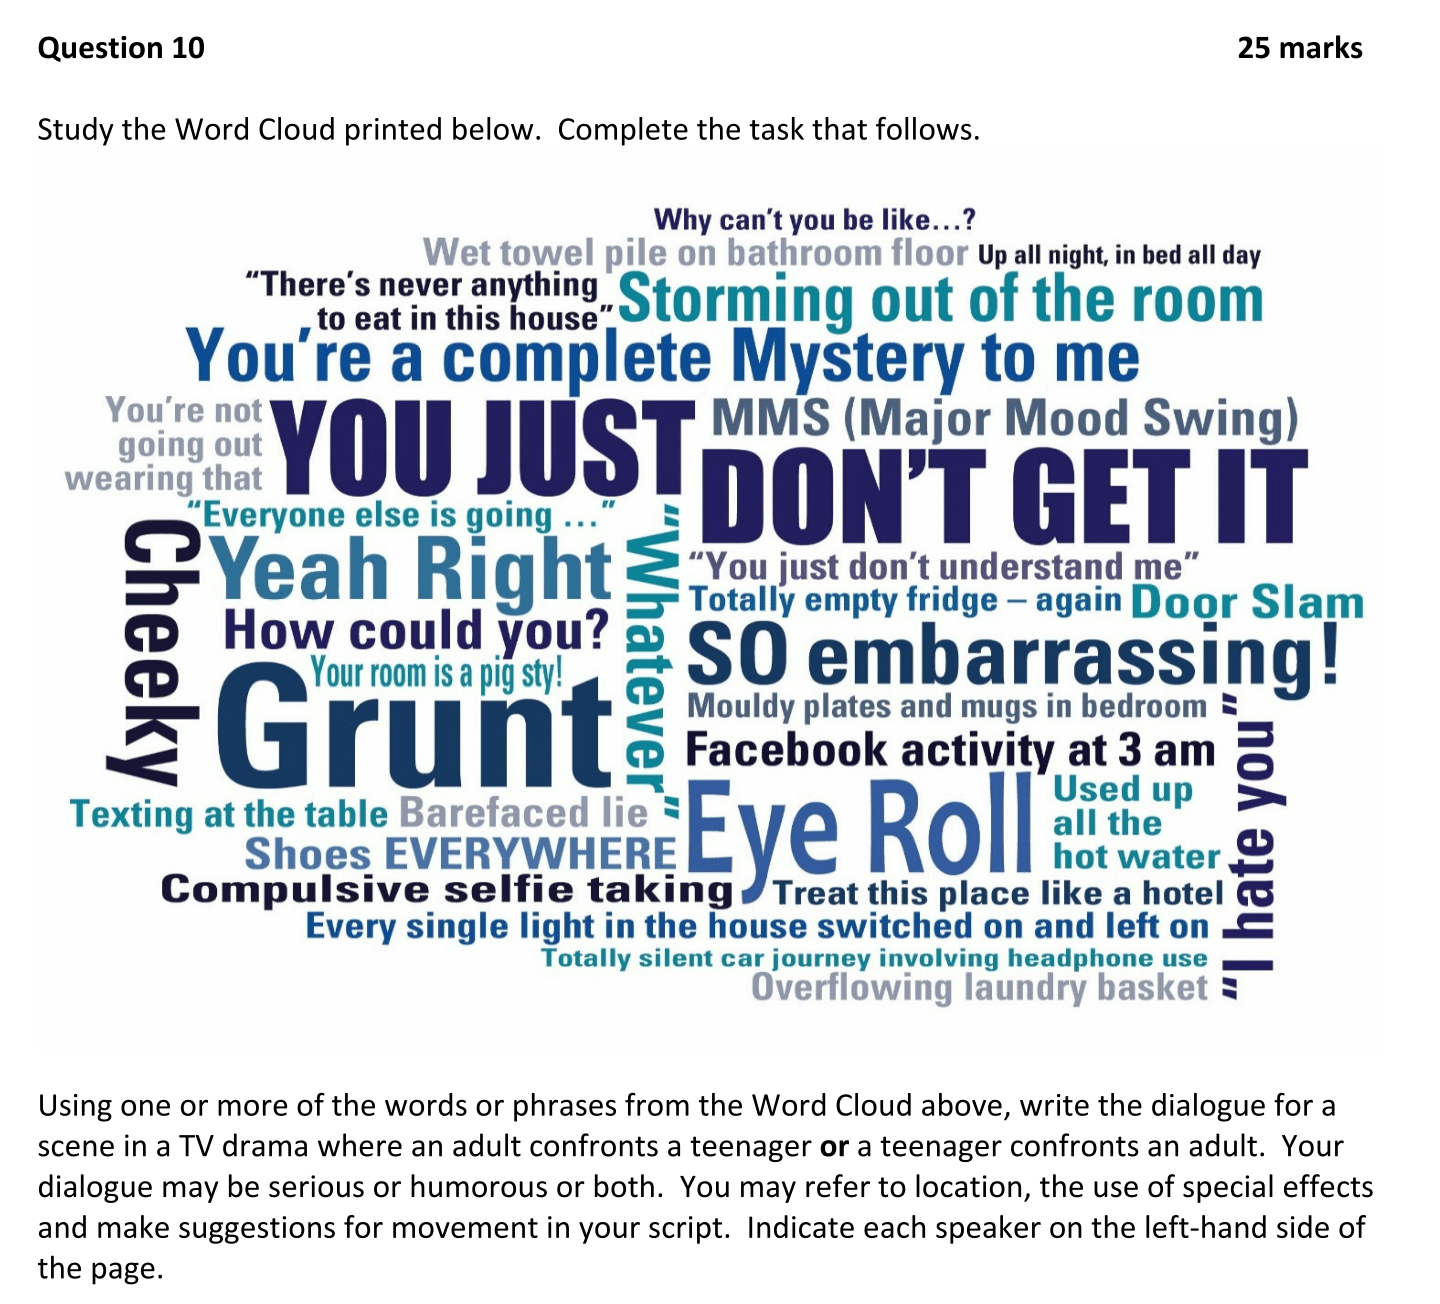 Question 10 25 marks
Study the Word Cloud printed below. Complete the task that follows.
Why can't you be like...?
Wet towel pile on bathroom floor Up all night, in bed all day
“There's never anything
to eat in this house”
Storming out of the room
You're a complete Mystery to me
You're not
going out
wearing that
YOU JUST
MMS (Major Mood Swing)
DON'T GET IT
“Everyone else is going ...”
Cheeky
Yeah Right
“Whatever”
“You just don't understand me”
Totally empty fridge – again Door Slam
How could you?
SO embarrassing!
Your room is a pig sty!
Grunt
Mouldy plates and mugs in bedroom
“I hate you”
Facebook activity at 3 am
Texting at the table Barefaced lie
Eye Roll
Used up
all the
hot water
Shoes EVERYWHERE
Compulsive selfie taking Treat this place like a hotel
Every single light in the house switched on and left on
Totally silent car journey involving headphone use
Overflowing laundry basket
Using one or more of the words or phrases from the Word Cloud above, write the dialogue for a
scene in a TV drama where an adult confronts a teenager or a teenager confronts an adult. Your
dialogue may be serious or humorous or both. You may refer to location, the use of special effects
and make suggestions for movement in your script. Indicate each speaker on the left-hand side of
the page.